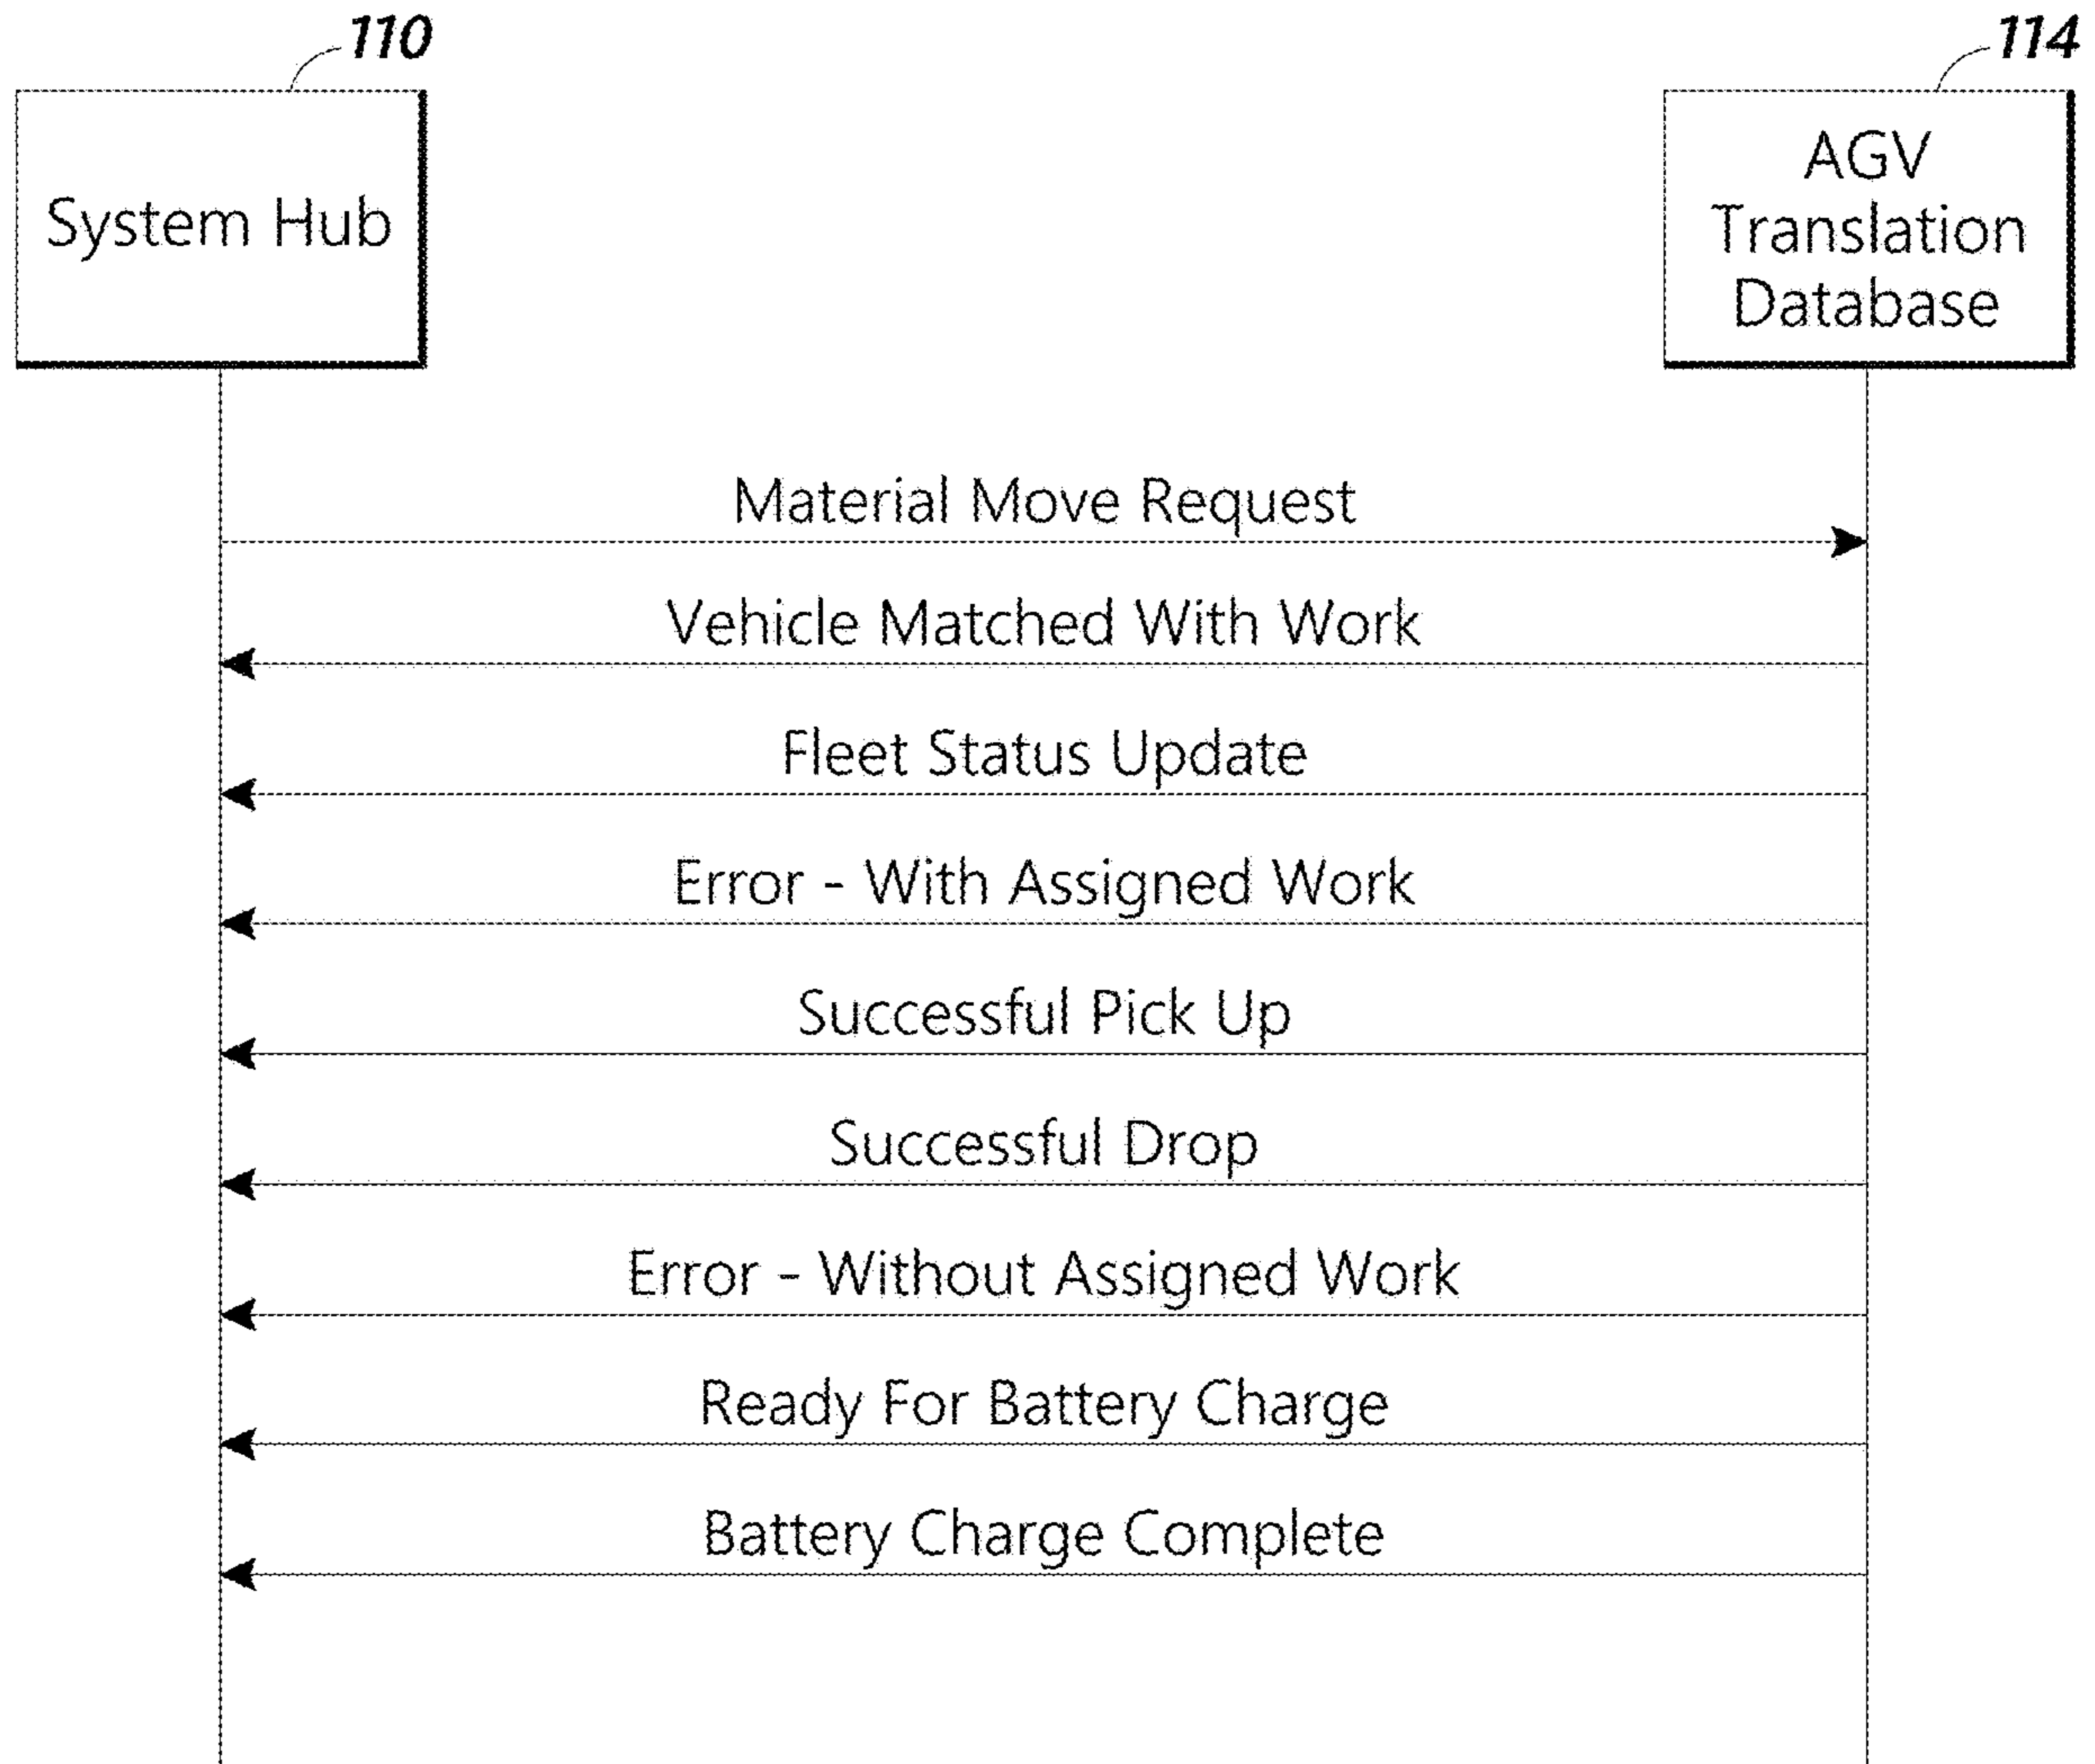 110
114
System Hub
AGV
Translation
Database
Material Move Request
Vehicle Matched With Work
Fleet Status Update
Error - With Assigned Work
Successful Pick Up
Successful Drop
Error - Without Assigned Work
Ready For Battery Charge
Battery Charge Complete